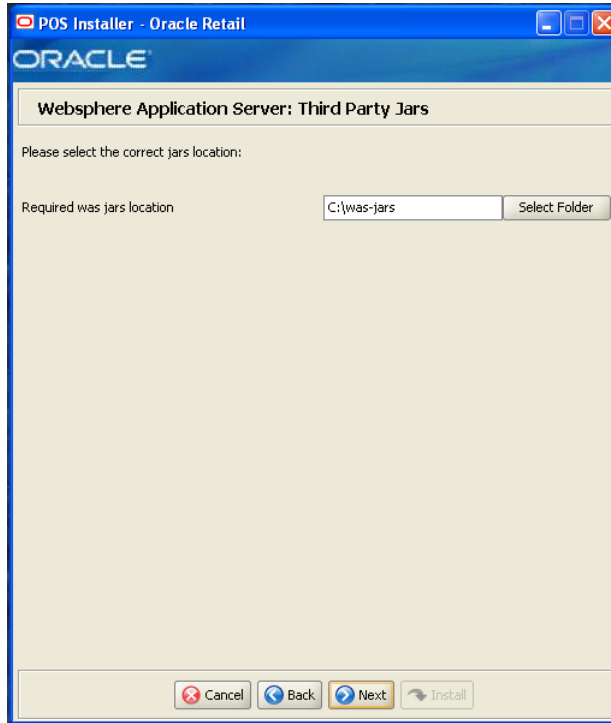 POS Installer - Oracle Retail
ORACLE
Websphere Application Server: Third Party Jars
Please select the correct jars location:
Required was jars location C:\was-jars Select Folder
Cancel Back Next Install